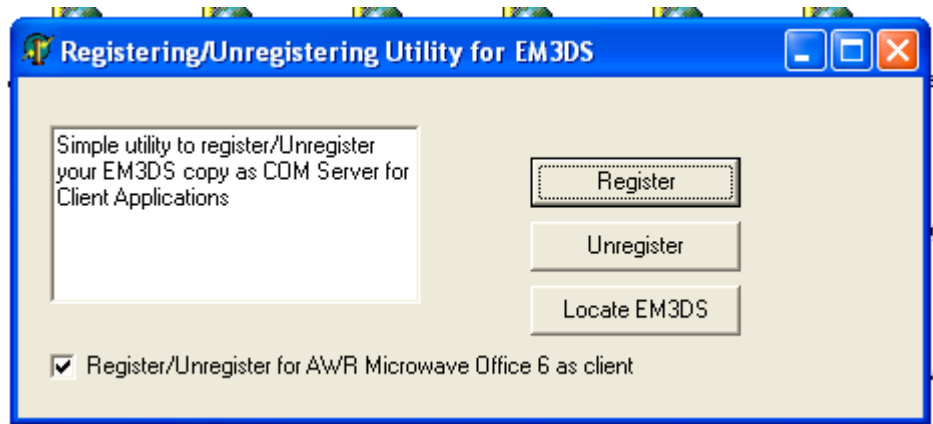 Registering/Unregistering Utility for EM3DS
Simple utility to register/Unregister
your EM3DS copy as COM Server for
Client Applications
Register
Unregister
Locate EM3DS
Register/Unregister for AWR Microwave Office 6 as client